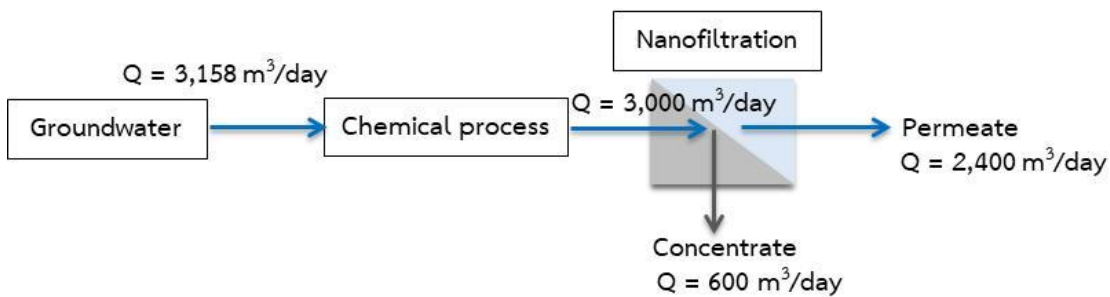 Nanofiltration
Q = 3,158 m³/day
Q = 3,000 m³/day
Groundwater
Chemical process
Permeate
Q = 2,400 m³/day
Concentrate
Q = 600 m³/day